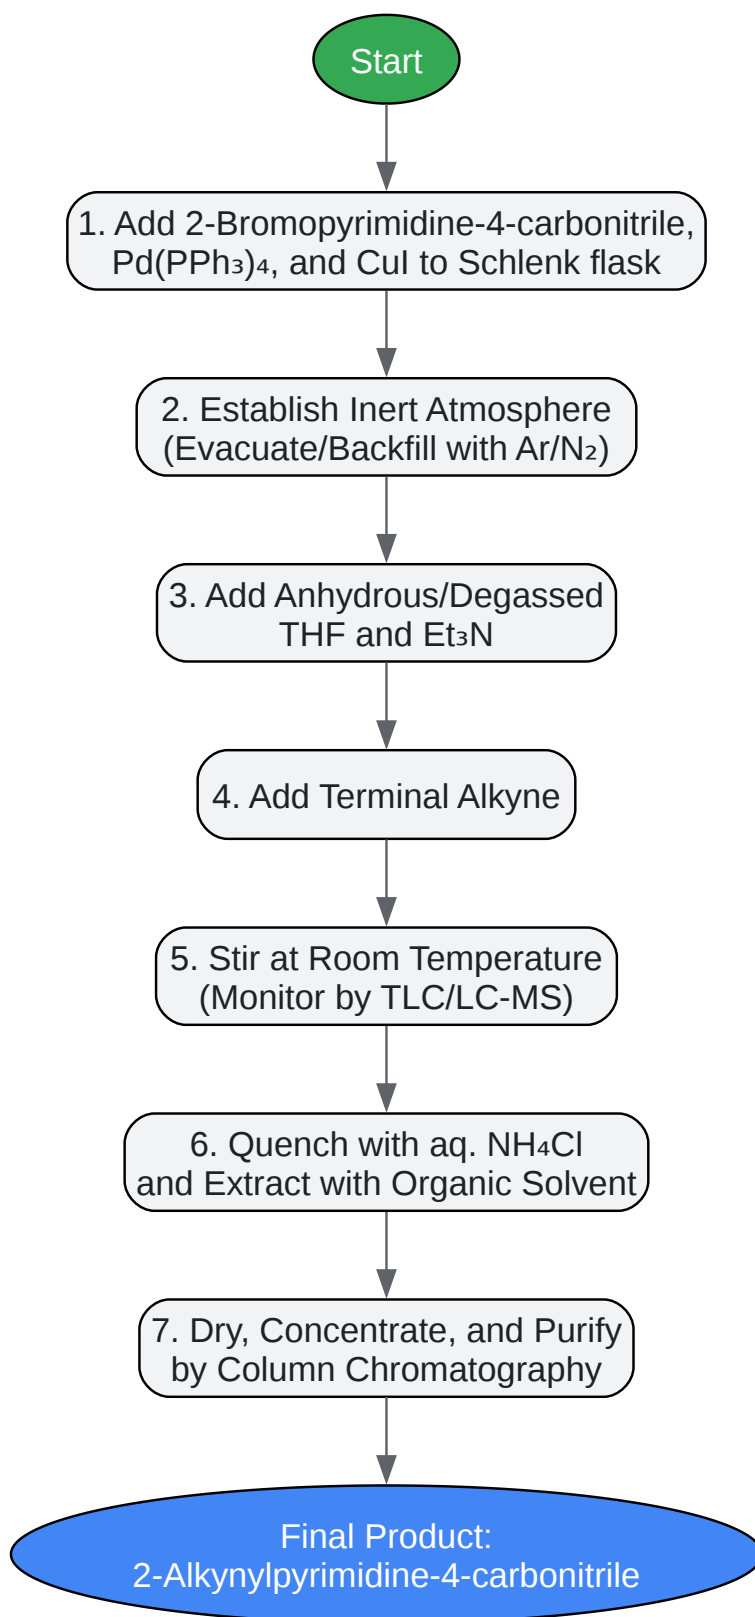 Start
1. Add 2-Bromopyrimidine-4-carbonitrile,
Pd(PPh₃)₄, and CuI to Schlenk flask
2. Establish Inert Atmosphere
(Evacuate/Backfill with Ar/N₂)
3. Add Anhydrous/Degassed
THF and Et₃N
4. Add Terminal Alkyne
5. Stir at Room Temperature
(Monitor by TLC/LC-MS)
6. Quench with aq. NH₄Cl
and Extract with Organic Solvent
7. Dry, Concentrate, and Purify
by Column Chromatography
Final Product:
2-Alkynylpyrimidine-4-carbonitrile